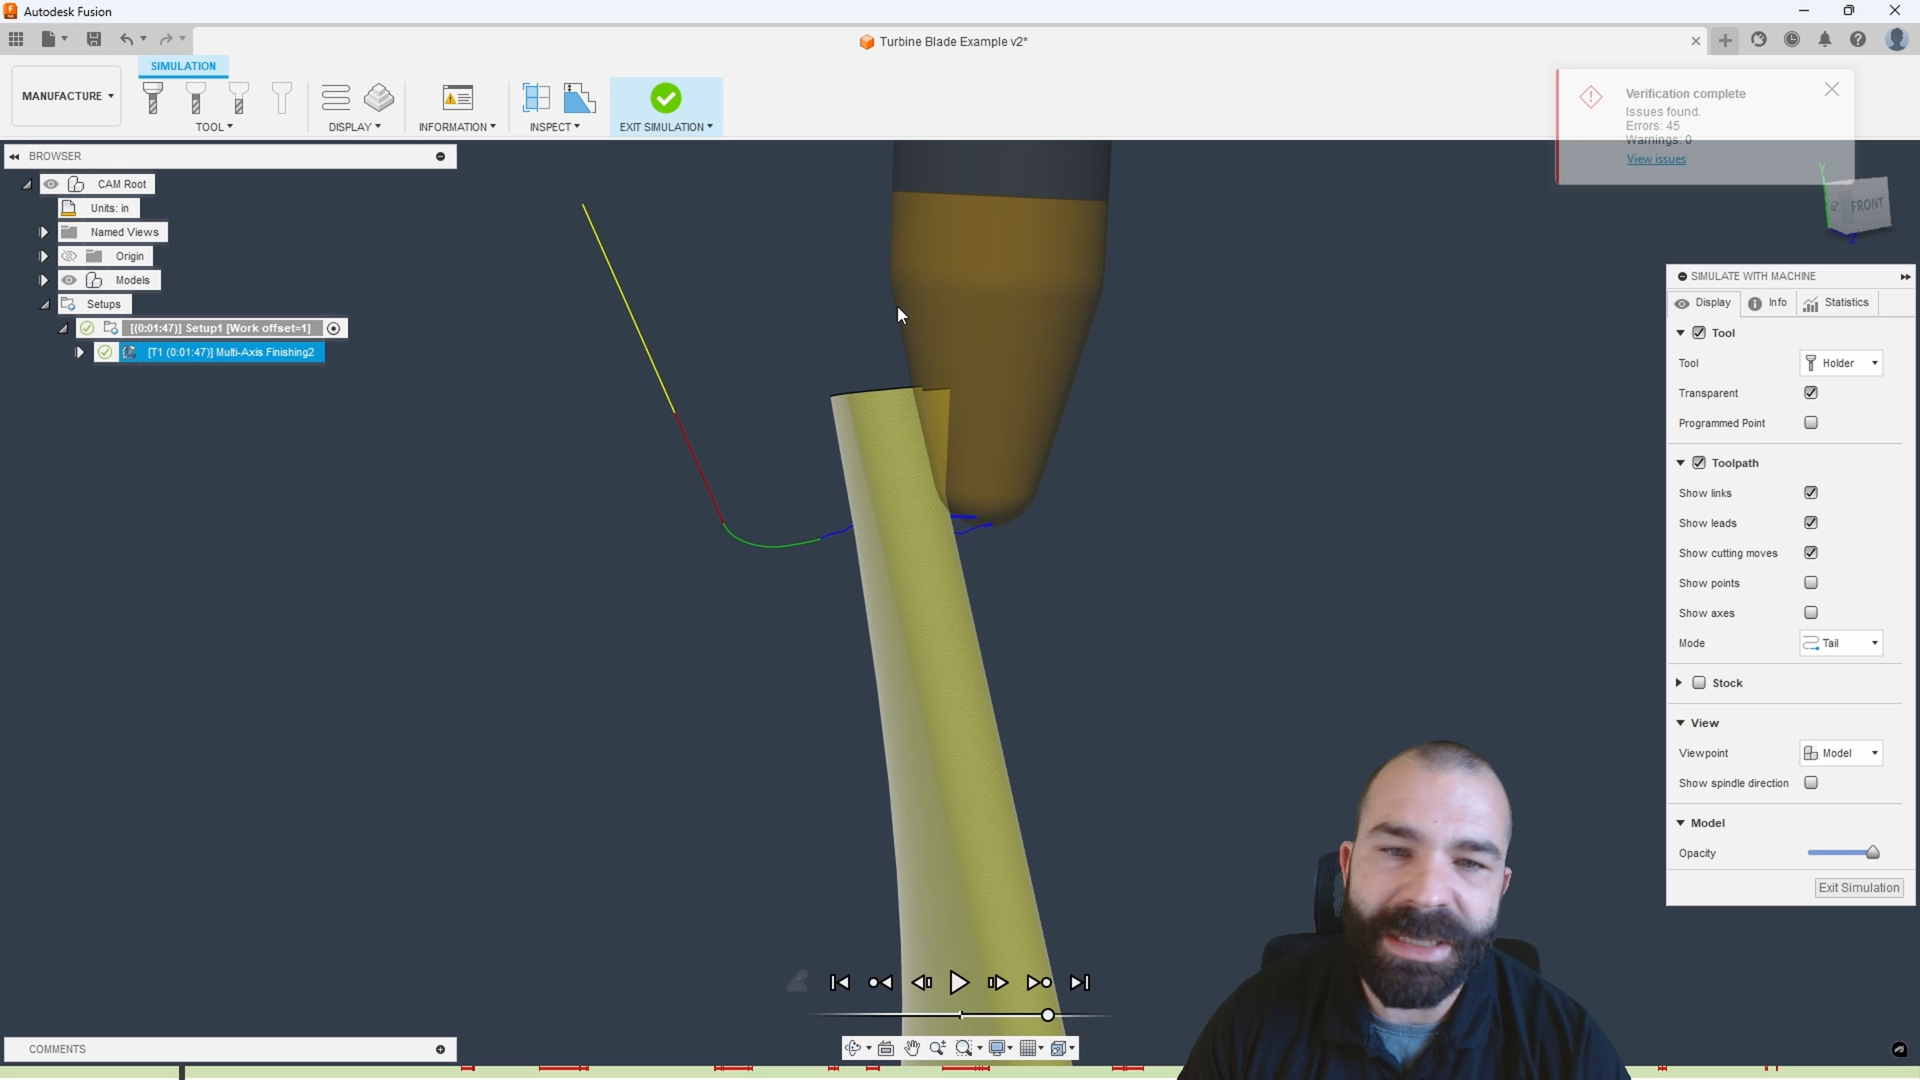 Autodesk Fusion
Turbine Blade Example v2*
MANUFACTURE
SIMULATION
TOOL
DISPLAY
INFORMATION
INSPECT
EXIT SIMULATION
Verification complete
Issues found.
Errors: 45
Warnings: 0
View issues
BROWSER
CAM Root
Units: in
Named Views
Origin
Models
Setups
[(0:01:47)] Setup1 [Work offset=1]
[T1 (0:01:47)] Multi-Axis Finishing2
Y
FRONT
Z
SIMULATE WITH MACHINE
Display
Info
Statistics
Tool
Tool
Holder
Transparent
Programmed Point
Toolpath
Show links
Show leads
Show cutting moves
Show points
Show axes
Mode
Tail
Stock
View
Viewpoint
Model
Show spindle direction
Model
Opacity
Exit Simulation
COMMENTS